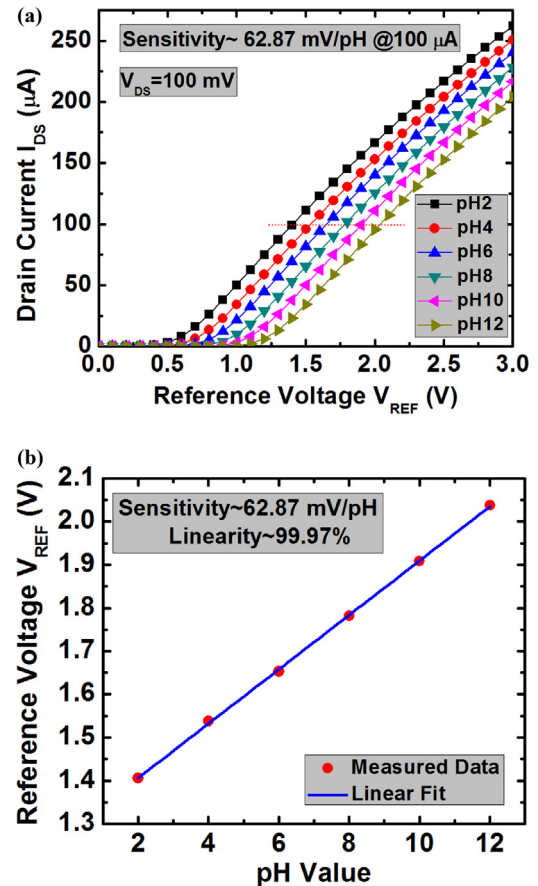 (a)
Sensitivity~ 62.87 mV/pH @100 μA
V_DS=100 mV
Drain Current I_DS (μA)
250
200
150
100
50
0
pH2
pH4
pH6
pH8
pH10
pH12
0.0 0.5 1.0 1.5 2.0 2.5 3.0
Reference Voltage V_REF (V)
(b)
Sensitivity~62.87 mV/pH
Linearity~99.97%
Reference Voltage V_REF (V)
2.1
2.0
1.9
1.8
1.7
1.6
1.5
1.4
1.3
Measured Data
Linear Fit
2 4 6 8 10 12
pH Value